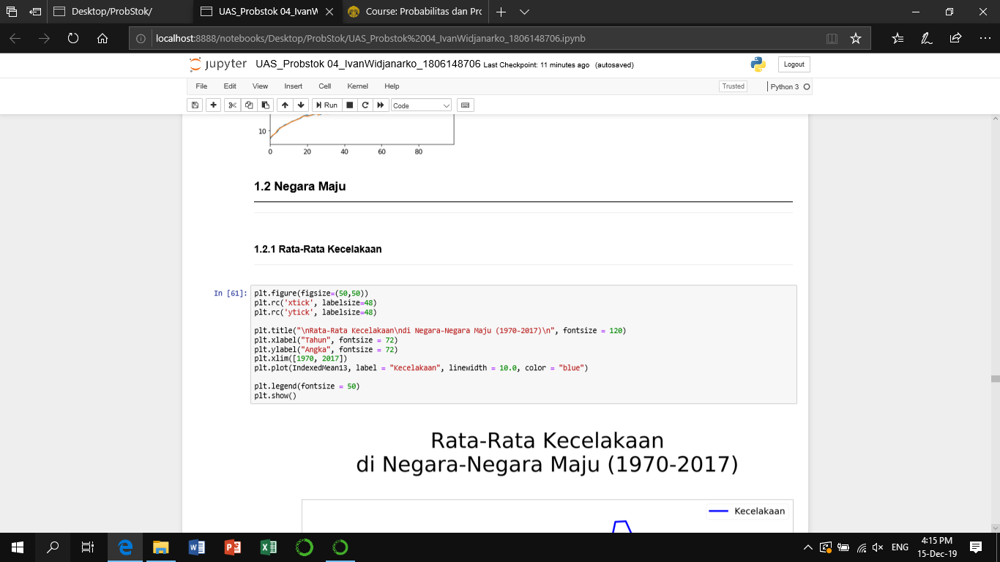 Desktop/ProbStok/
UAS_Probstok 04_IvanW
Course: Probabilitas dan Pro
localhost:8888/notebooks/Desktop/ProbStok/UAS_Probstok%2004_IvanWidjanarko_1806148706.ipynb
jupyter UAS_Probstok 04_IvanWidjanarko_1806148706 Last Checkpoint: 11 minutes ago (autosaved)
Logout
File Edit View Insert Cell Kernel Help
Trusted
Python 3
Run
Code
10
0 20 40 60 80
1.2 Negara Maju
1.2.1 Rata-Rata Kecelakaan
In [61]:
plt.figure(figsize=(50,50))
plt.rc('xtick', labelsize=48)
plt.rc('ytick', labelsize=48)
plt.title("\nRata-Rata Kecelakaan\ndi Negara-Negara Maju (1970-2017)\n", fontsize = 120)
plt.xlabel("Tahun", fontsize = 72)
plt.ylabel("Angka", fontsize = 72)
plt.xlim([1970, 2017])
plt.plot(IndexedMean13, label = "Kecelakaan", linewidth = 10.0, color = "blue")
plt.legend(fontsize = 50)
plt.show()
Rata-Rata Kecelakaan
di Negara-Negara Maju (1970-2017)
Kecelakaan
ENG
4:15 PM
15-Dec-19